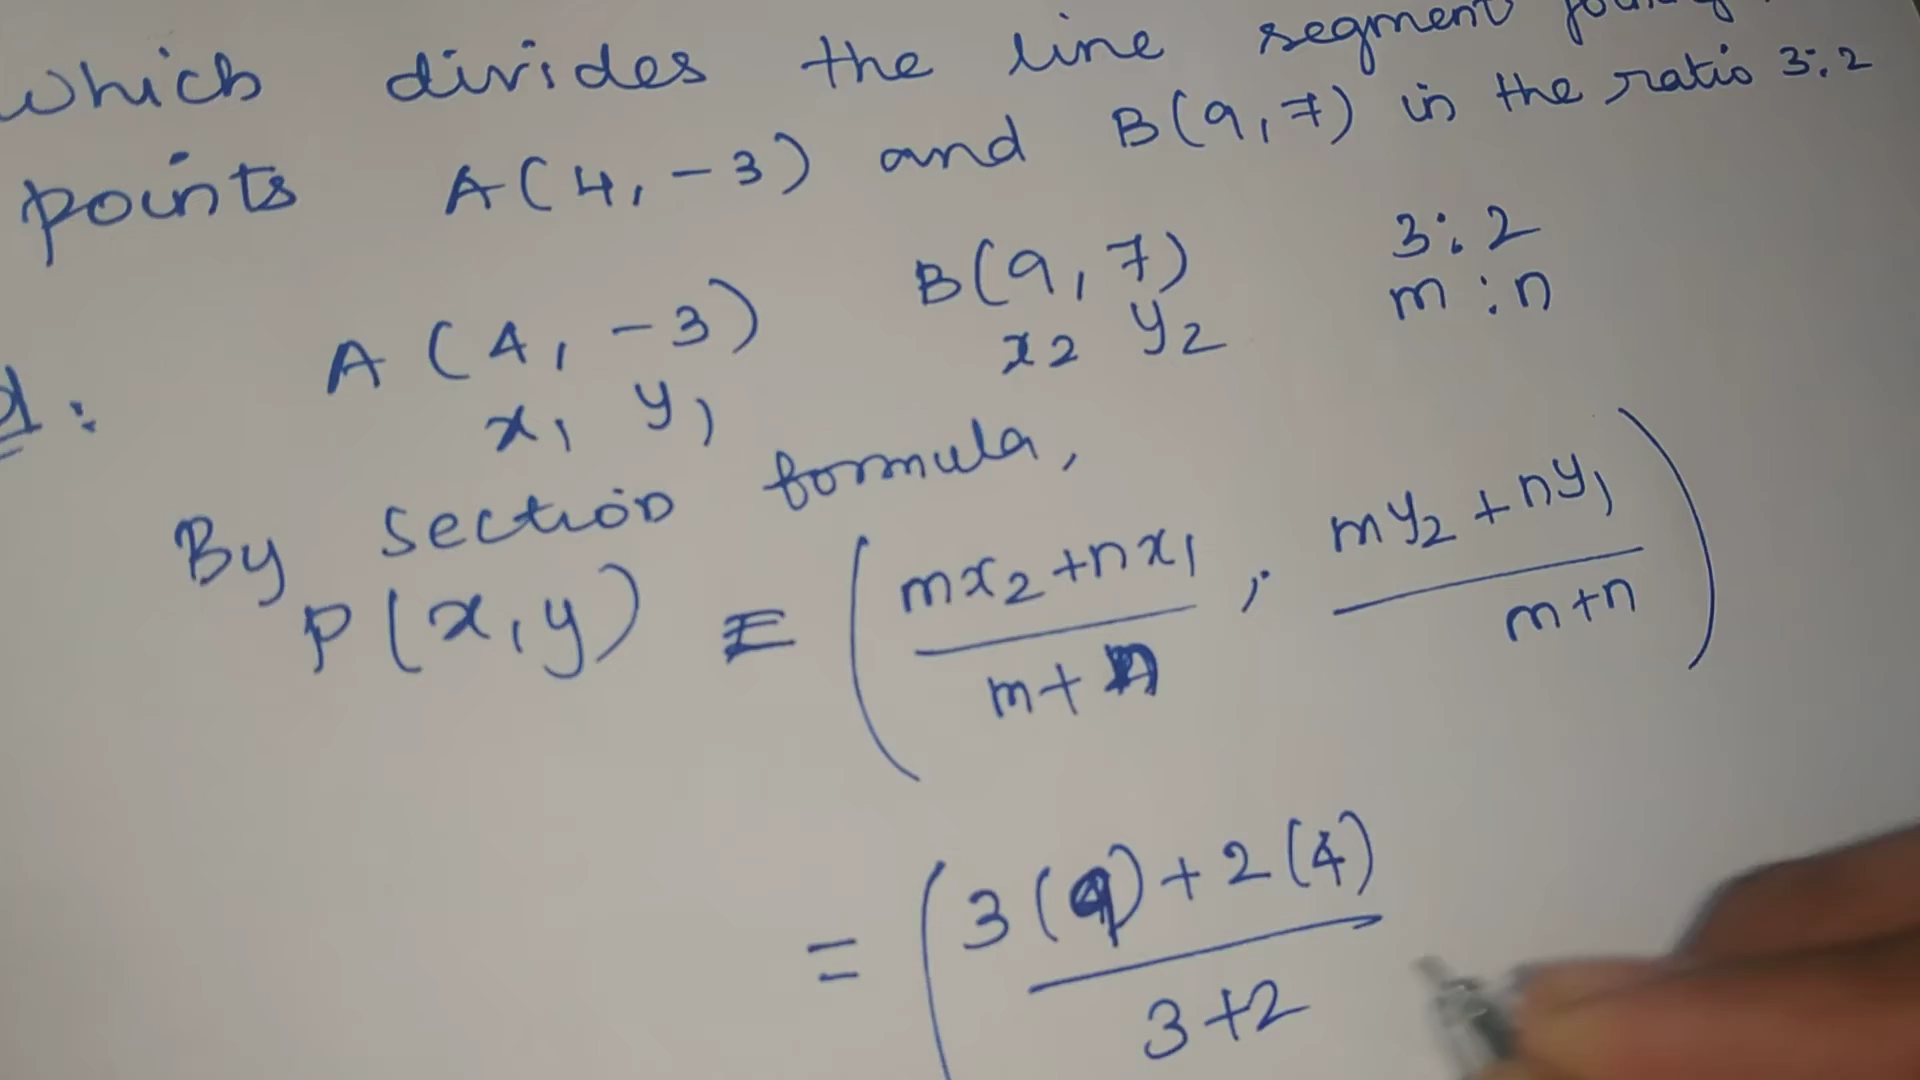 which divides the line segment
points A(4, -3) and B(9, 7) in the ratio 3:2
A (4, -3) B(9, 7) 3:2
x1 y1 x2 y2 m:n
By section formula,
P(x, y) = ( mx2+nx1 / m+n , my2+ny1 / m+n )
= ( 3(9)+2(4) / 3+2